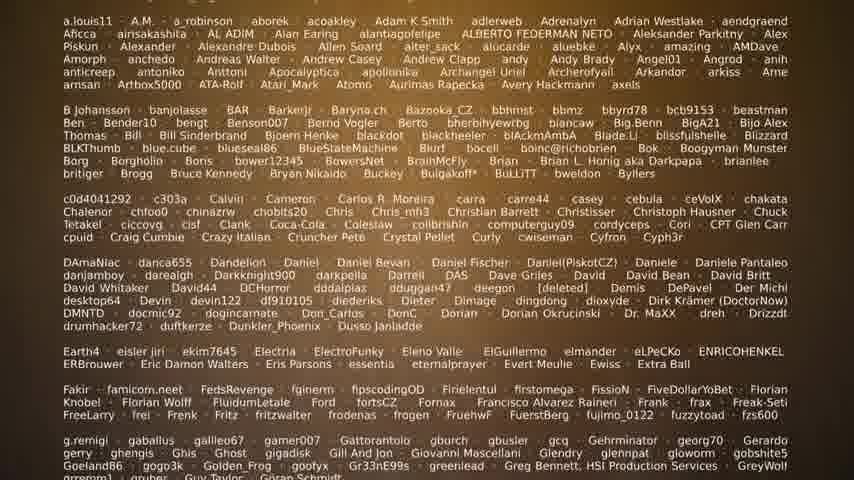 a.louis11 · A.M. · a_robinson · aborek · acoakley · Adam K Smith · adlerweb · Adrenalyn · Adrian Westlake · aendgraend
Aficca · ainsakashita · AL ADIM · Alan Earing · alantiagofelipe · ALBERTO FEDERMAN NETO · Aleksander Parkitny · Alex
Piskun · Alexander · Alexandre Dubois · Allen Soard · alter_sack · alucarde · aluebke · Alyx · amazing · AMDave
Amorph · anchedo · Andreas Walter · Andrew Casey · Andrew Clapp · andy · Andy Brady · Angel01 · Angrod · anih
anticreep · antoniko · Anttoni · Apocalyptica · apolionika · Archangel Uriel · Archerofyail · Arkandor · arkiss · Arne
arnsan · Artbox5000 · ATA-Rolf · Atari_Mark · Atomo · Aurimas Rapecka · Avery Hackmann · axels
B Johansson · banjolasse · BAR · BarkerJr · Baryna.ch · Bazooka_CZ · bbhmst · bbmz · bbyrd78 · bcb9153 · beastman
Ben · Bender10 · bengt · Benson007 · Bernd Vogler · Berto · bherbihyewrbg · biancaw · Big.Benn · BigA21 · Bijo Alex
Thomas · Bill · Bill Sinderbrand · Bjoern Henke · blackdot · blackheeler · blAckAmbA · Blade.Lj · blissfulshelle · Blizzard
BLKThumb · blue.cube · blueseal86 · BlueStateMachine · Blurf · bocell · boinc@richobrien · Bok · Boogyman Munster
Borg · Borgholio · Boris · bower12345 · BowersNet · BrainMcFly · Brian · Brian L. Honig aka Darkpapa · brianlee
britiger · Brogg · Bruce Kennedy · Bryan Nikaido · Buckey · Bulgakoff* · BuLLiTT · bweldon · Byllers
c0d4041292 · c303a · Calvin · Cameron · Carlos R. Moreira · carra · carre44 · casey · cebula · ceVolX · chakata
Chalenor · chfoo0 · chinazrw · chobits20 · Chris · Chris_mfi3 · Christian Barrett · Christisser · Christoph Hausner · Chuck
Tetakel · ciccovg · cisf · Clank · Coca-Cola · Coleslaw · colibrishin · computerguy09 · cordyceps · Cori · CPT Glen Carr
cpuid · Craig Cumbie · Crazy Italian · Cruncher Pete · Crystal Pellet · Curly · cwiseman · Cyfron · Cyph3r
DAmaNiac · danca655 · Dandelion · Daniel · Daniel Bevan · Daniel Fischer · Daniel(PiskotCZ) · Daniele · Daniele Pantaleo
danjamboy · darealgh · Darkknight900 · darkpella · Darrell · DAS · Dave Griles · David · David Bean · David Britt
David Whitaker · David44 · DCHorror · dddalpiaz · dduggan47 · deegon · [deleted] · Demis · DePavel · Der Michl
desktop64 · Devin · devin122 · df910105 · diederiks · Dieter · Dimage · dingdong · dioxyde · Dirk Krämer (DoctorNow)
DMNTD · docmic92 · dogincarnate · Don_Carlos · DonC · Dorian · Dorian Okrucinski · Dr. MaXX · dreh · Drizzdt
drumhacker72 · duftkerze · Dunkler_Phoenix · Dusso Janladde
Earth4 · eisler jiri · ekim7645 · Electria · ElectroFunky · Eleno Valle · ElGuillermo · elmander · eLPeCKo · ENRICOHENKEL
ERBrouwer · Eric Damon Walters · Eris Parsons · essentia · eternalprayer · Evert Meulie · Ewiss · Extra Ball
Fakir · famicom.neet · FedsRevenge · fginerm · fipscodingOD · Firielentul · firstomega · FissioN · FiveDollarYoBet · Florian
Knobel · Florian Wolff · FluidumLetale · Ford · fortsCZ · Fornax · Francisco Alvarez Raineri · Frank · frax · Freak-Seti
FreeLarry · frei · Frenk · Fritz · fritzwalter · frodenas · frogen · FruehwF · FuerstBerg · fujimo_0122 · fuzzytoad · fzs600
g.remigi · gaballus · galileo67 · gamer007 · Gattorantolo · gburch · gbusler · gcq · Gehrminator · georg70 · Gerardo
gerry · ghengis · Ghis · Ghost · gigadisk · Gill And Jon · Giovanni Mascellani · Glendry · glennpat · gloworm · gobshite5
Goeland86 · gogo3k · Golden_Frog · goofyx · Gr33nE99s · greenlead · Greg Bennett, HSI Production Services · GreyWolf
grremm1 · gruber · Guy Taylor · Göran Schmidt